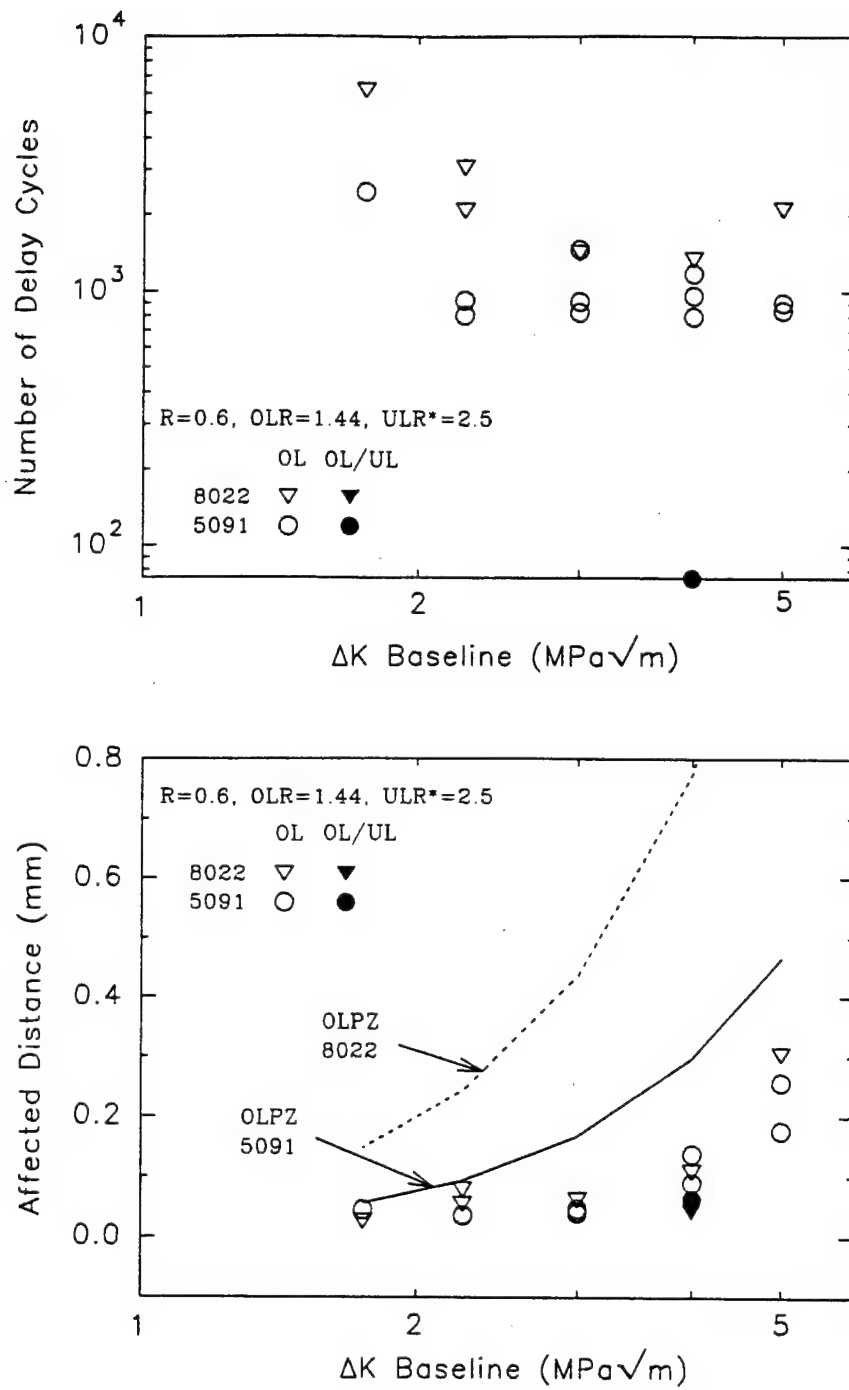 10^4
10^3
10^2
Number of Delay Cycles
R=0.6, OLR=1.44, ULR*=2.5
OL OL/UL
8022
5091
1 2 5
ΔK Baseline (MPa√m)
0.8
0.6
0.4
0.2
0.0
Affected Distance (mm)
R=0.6, OLR=1.44, ULR*=2.5
OL OL/UL
8022
5091
OLPZ
8022
OLPZ
5091
1 2 5
ΔK Baseline (MPa√m)